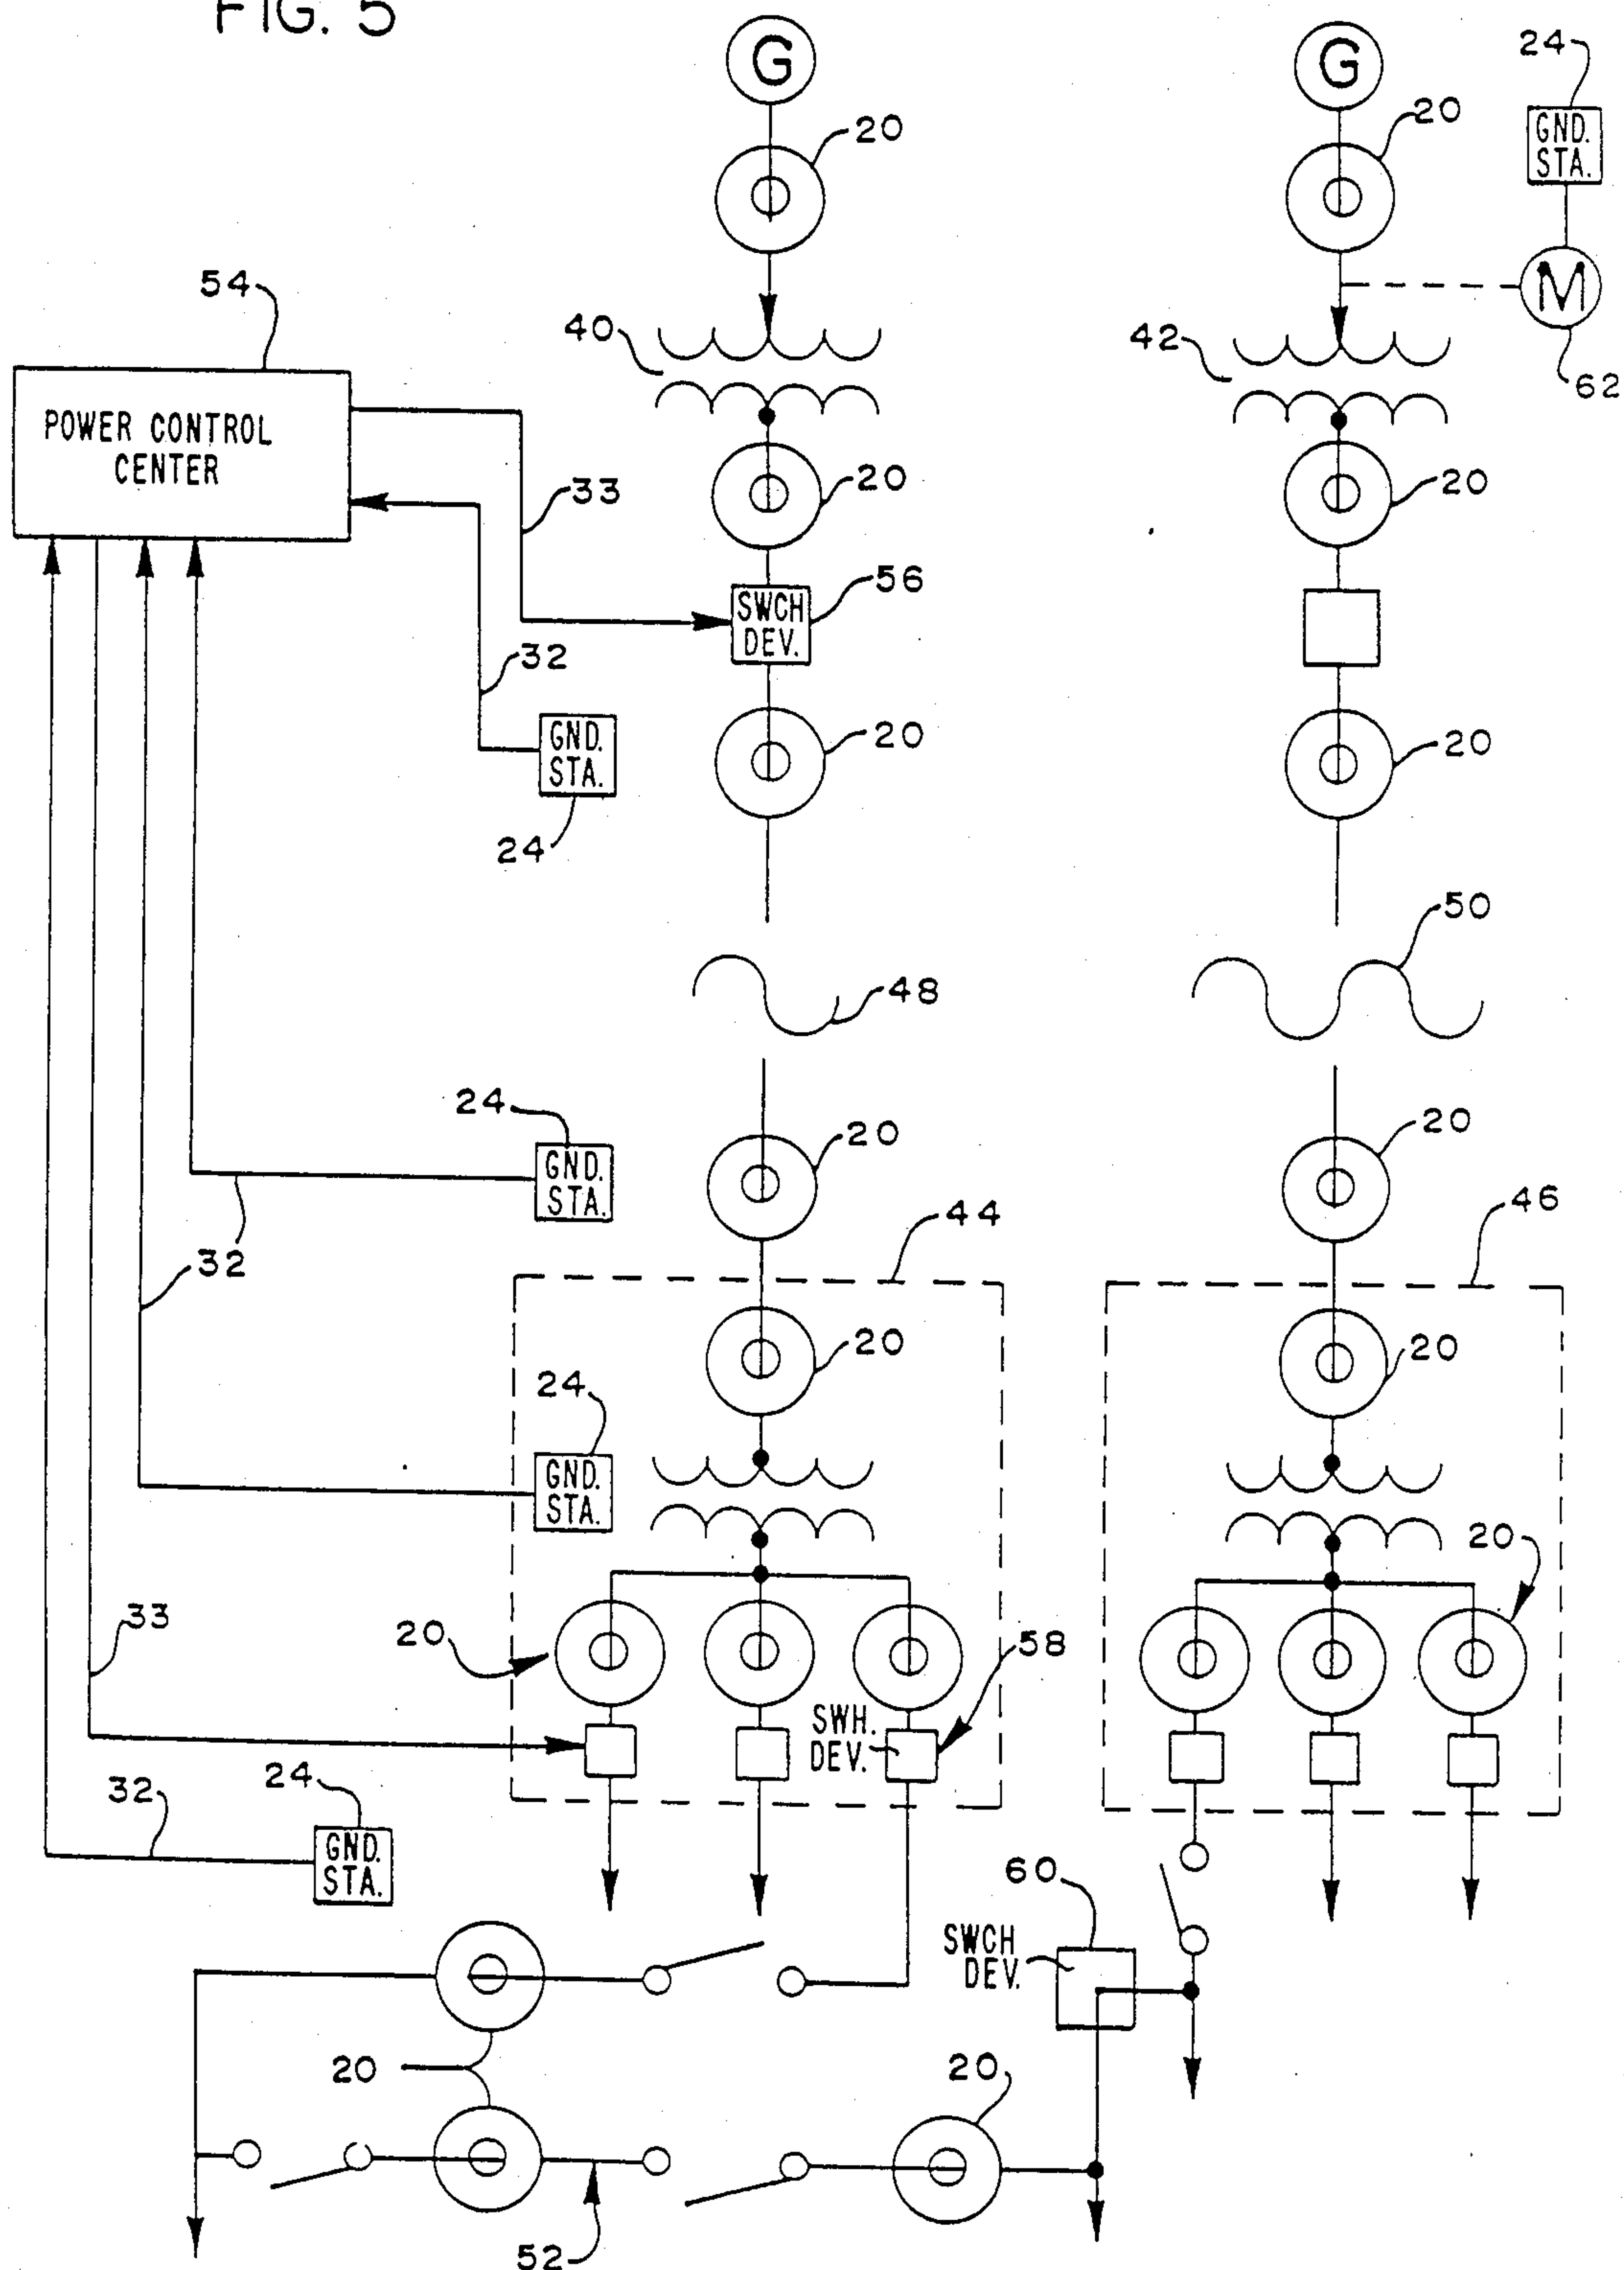 FIG. 5
G
G
24
GND.
STA.
20
20
M
62
54
40
42
POWER CONTROL
CENTER
33
20
20
56
SWCH
DEV.
32
GND.
STA.
24
20
20
50
48
24
GND.
STA.
20
20
32
44
46
24
GND.
STA.
20
20
20
33
20
58
SWH.
DEV.
32
24
GND.
STA.
60
SWCH
DEV.
20
20
52